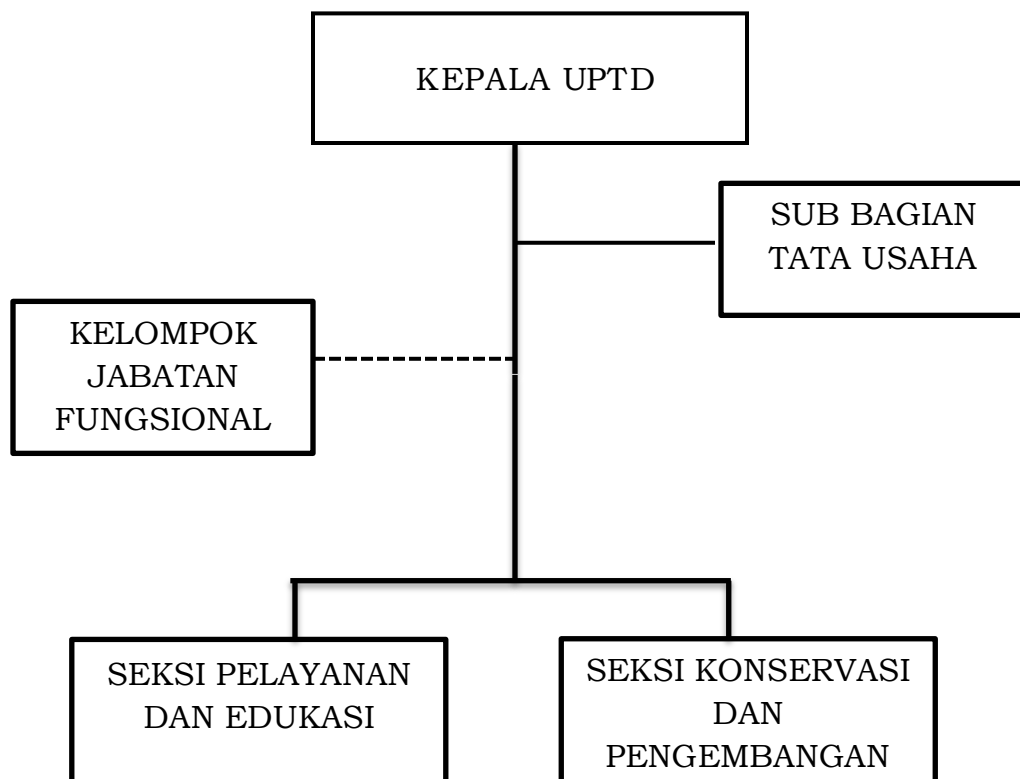 KEPALA UPTD
SUB BAGIAN
TATA USAHA
KELOMPOK
JABATAN
FUNGSIONAL
SEKSI PELAYANAN
DAN EDUKASI
SEKSI KONSERVASI
DAN
PENGEMBANGAN